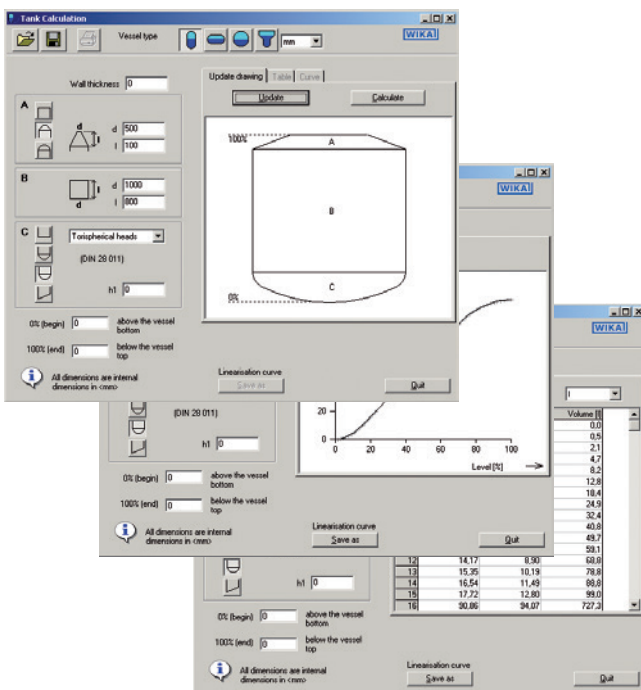 Tank Calculation
Vessel type
mm
WIKA
Wall thickness 0
Update drawing Table Curve
Update
Calculate
A
d
l
d 500
l 100
B
d
l
d 1000
l 800
C
Torispherical heads
(DIN 28 011)
h1 0
100%
A
B
C
0%
0% (begin) 0 above the vessel
bottom
100% (end) 0 below the vessel
top
All dimensions are internal
dimensions in <mm>
Linearisation curve
Save as
Quit
WIKA
20
0
0 20 40 60 80 100
Level [%]
(DIN 28 011)
h1 0
0% (begin) 0 above the vessel
bottom
100% (end) 0 below the vessel
top
All dimensions are internal
dimensions in <mm>
Linearisation curve
Save as
Quit
WIKA
l
Volume [l]
0,0
0,5
2,1
4,7
8,2
12,8
18,4
24,9
32,4
40,8
49,7
59,1
12 14,17 8,90 68,8
13 15,35 10,19 78,8
14 16,54 11,49 88,8
15 17,72 12,80 99,0
16 90,86 94,07 727,3
h1 0
0% (begin) 0 above the vessel
bottom
100% (end) 0 below the vessel
top
All dimensions are internal
dimensions in <mm>
Linearisation curve
Save as
Quit